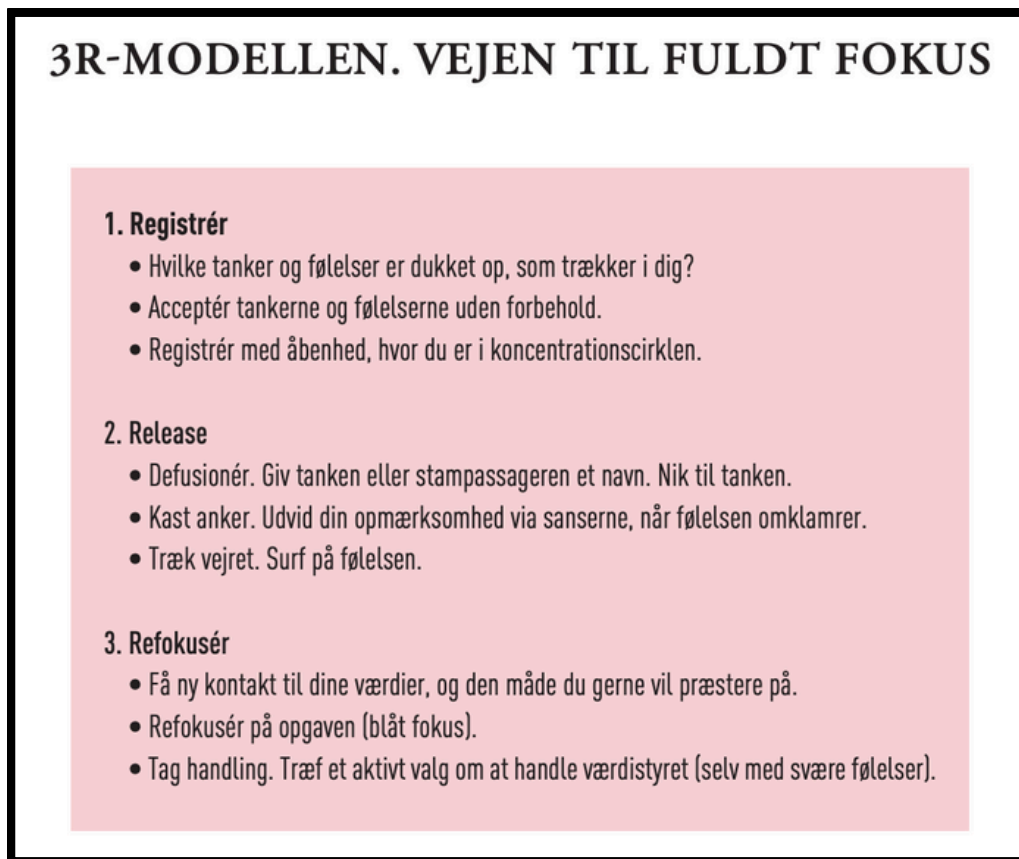 3R-MODELLEN. VEJEN TIL FULDT FOKUS
1. Registrér
• Hvilke tanker og følelser er dukket op, som trækker i dig?
• Acceptér tankerne og følelserne uden forbehold.
• Registrér med åbenhed, hvor du er i koncentrationscirklen.
2. Release
• Defusionér. Giv tanken eller stampassageren et navn. Nik til tanken.
• Kast anker. Udvid din opmærksomhed via sanserne, når følelsen omklamrer.
• Træk vejret. Surf på følelsen.
3. Refokusér
• Få ny kontakt til dine værdier, og den måde du gerne vil præstere på.
• Refokusér på opgaven (blåt fokus).
• Tag handling. Træf et aktivt valg om at handle værdistyret (selv med svære følelser).